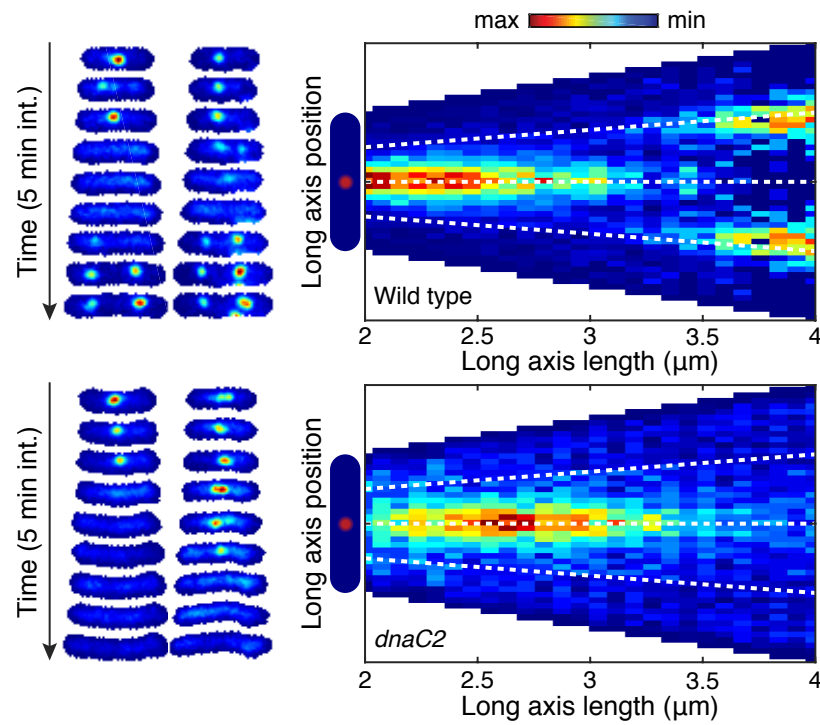 max min
Time (5 min int.)
Long axis position
Wild type
2 2.5 3 3.5 4
Long axis length (µm)
Time (5 min int.)
Long axis position
dnaC2
2 2.5 3 3.5 4
Long axis length (µm)